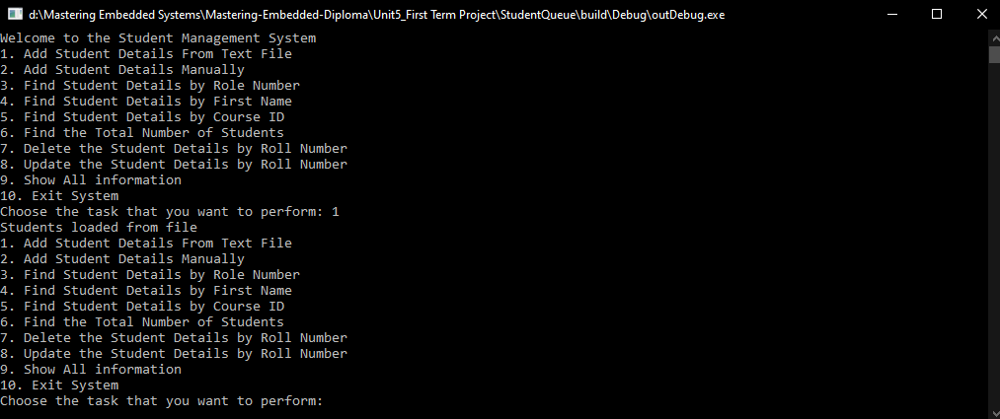 d:\Mastering Embedded Systems\Mastering-Embedded-Diploma\Unit5_First Term Project\StudentQueue\build\Debug\outDebug.exe
Welcome to the Student Management System
1. Add Student Details From Text File
2. Add Student Details Manually
3. Find Student Details by Role Number
4. Find Student Details by First Name
5. Find Student Details by Course ID
6. Find the Total Number of Students
7. Delete the Student Details by Roll Number
8. Update the Student Details by Roll Number
9. Show All information
10. Exit System
Choose the task that you want to perform: 1
Students loaded from file
1. Add Student Details From Text File
2. Add Student Details Manually
3. Find Student Details by Role Number
4. Find Student Details by First Name
5. Find Student Details by Course ID
6. Find the Total Number of Students
7. Delete the Student Details by Roll Number
8. Update the Student Details by Roll Number
9. Show All information
10. Exit System
Choose the task that you want to perform: